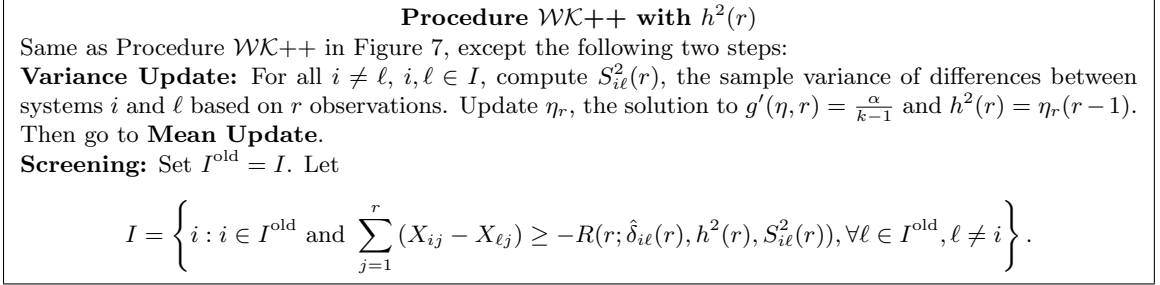 Procedure 𝒲𝒦++ with h²(r)
Same as Procedure 𝒲𝒦++ in Figure 7, except the following two steps:
Variance Update: For all i ≠ ℓ, i, ℓ ∈ I, compute S²_{iℓ}(r), the sample variance of differences between
systems i and ℓ based on r observations. Update η_r, the solution to g′(η, r) = α/(k−1) and h²(r) = η_r(r − 1).
Then go to Mean Update.
Screening: Set I^{old} = I. Let
I = { i : i ∈ I^{old} and ∑_{j=1}^{r} (X_{ij} − X_{ℓj}) ≥ −R(r; δ̂_{iℓ}(r), h²(r), S²_{iℓ}(r)), ∀ℓ ∈ I^{old}, ℓ ≠ i } .